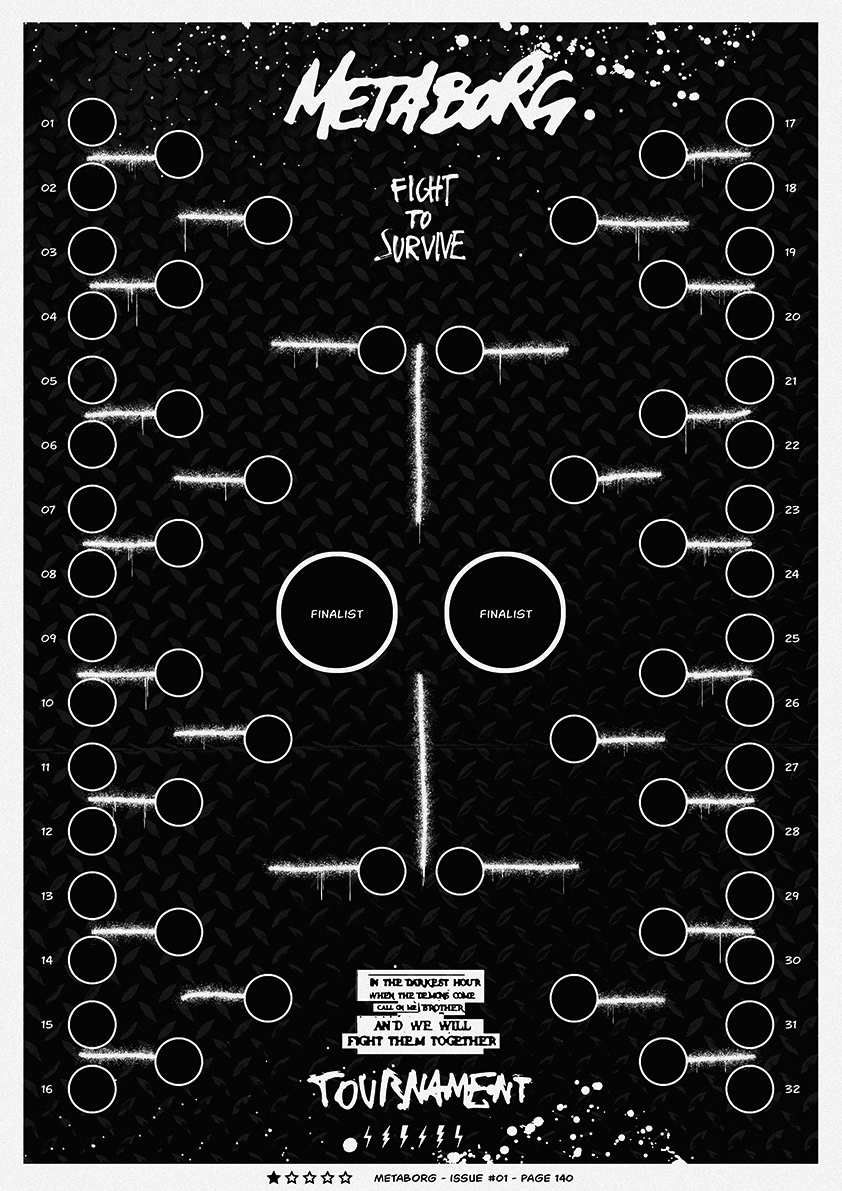 METABORG
FIGHT
TO
SURVIVE
01
02
03
04
05
06
07
08
09
10
11
12
13
14
15
16
17
18
19
20
21
22
23
24
25
26
27
28
29
30
31
32
FINALIST
FINALIST
IN THE DARKEST HOUR
WHEN THE DEMONS COME
CALL ON ME BROTHER
AND WE WILL
FIGHT THEM TOGETHER
TOURNAMENT
METABORG - ISSUE #01 - PAGE 140